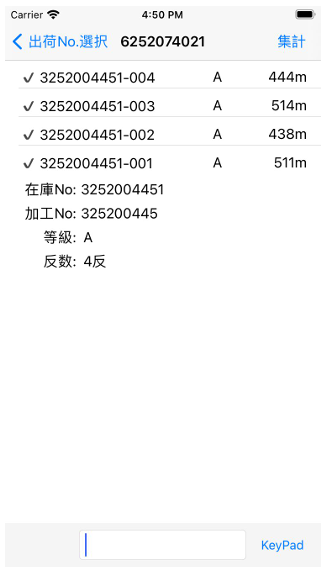 Carrier 4:50 PM
出荷No.選択 6252074021 集計
✓ 3252004451-004 A 444m
✓ 3252004451-003 A 514m
✓ 3252004451-002 A 438m
✓ 3252004451-001 A 511m
在庫No: 3252004451
加工No: 325200445
等級: A
反数: 4反
KeyPad